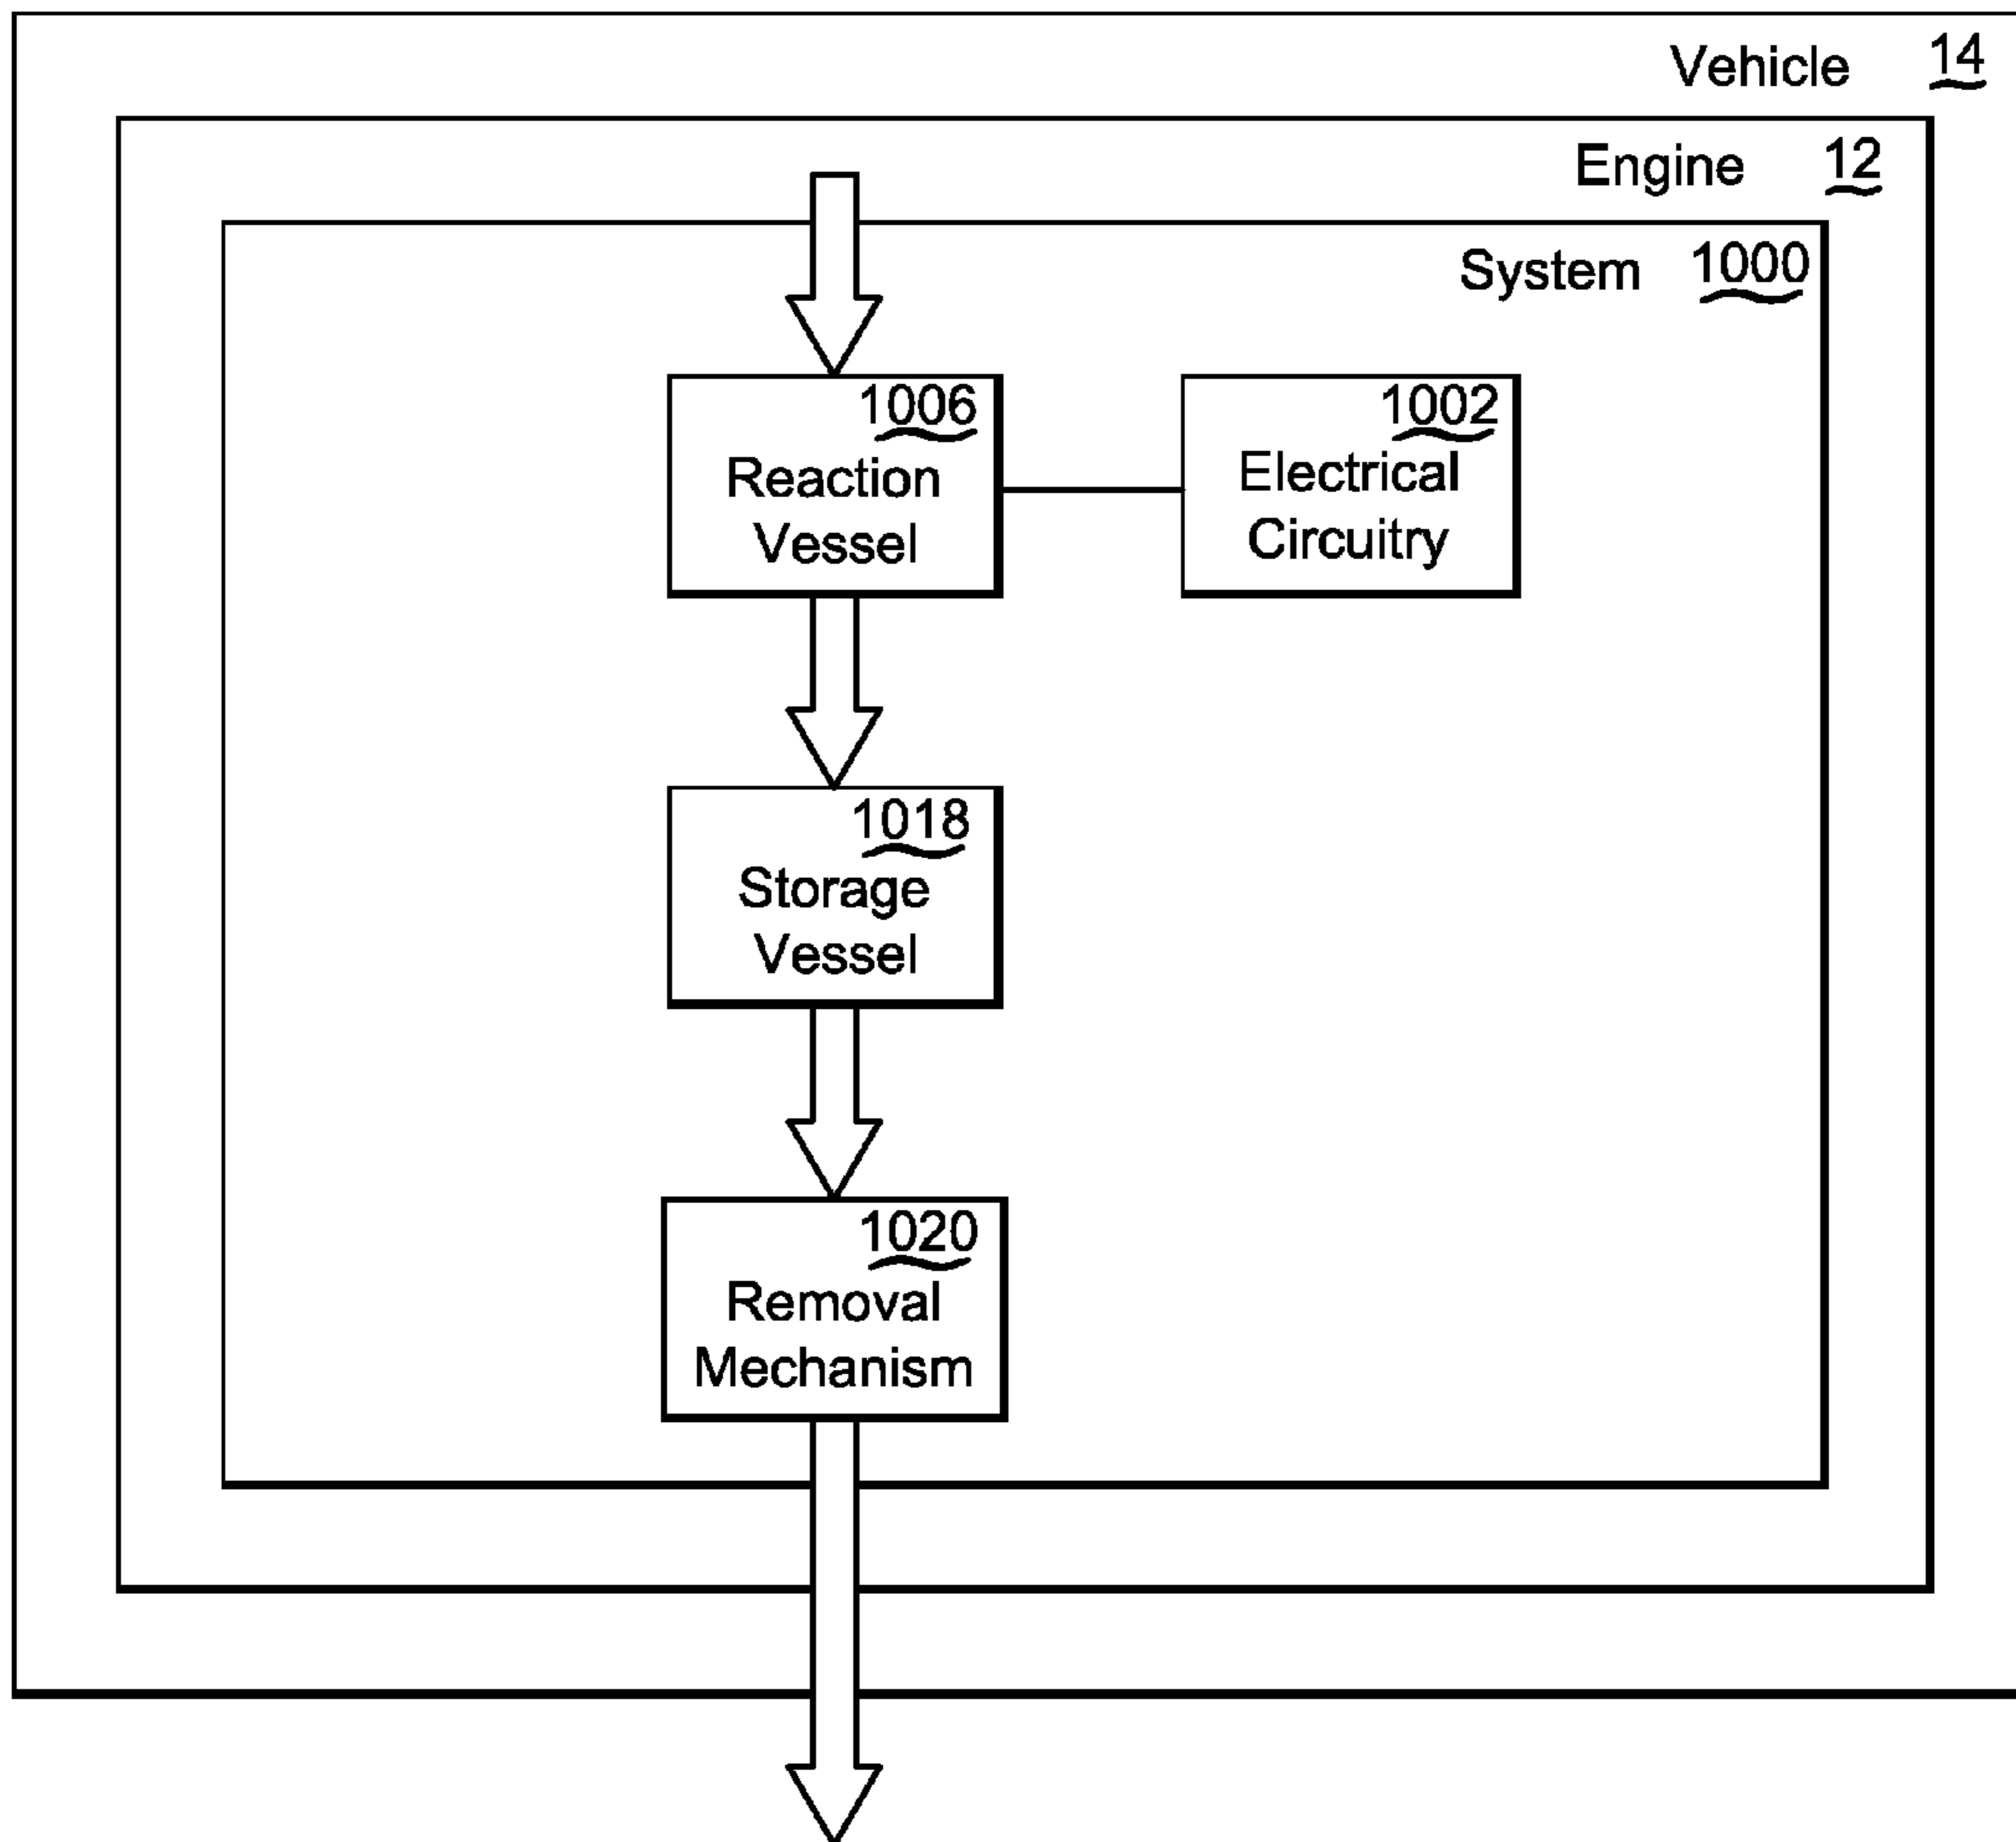 Vehicle 14
Engine 12
System 1000
1006
Reaction
Vessel
1002
Electrical
Circuitry
1018
Storage
Vessel
1020
Removal
Mechanism